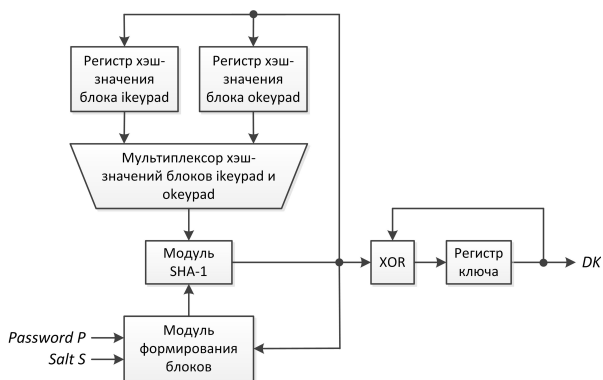 Регистр хэш-
значения
блока ikeypad
Регистр хэш-
значения
блока okeypad
Мультиплексор хэш-
значений блоков ikeypad и
okeypad
Модуль
SHA-1
XOR
Регистр
ключа
DK
Password P
Salt S
Модуль
формирования
блоков